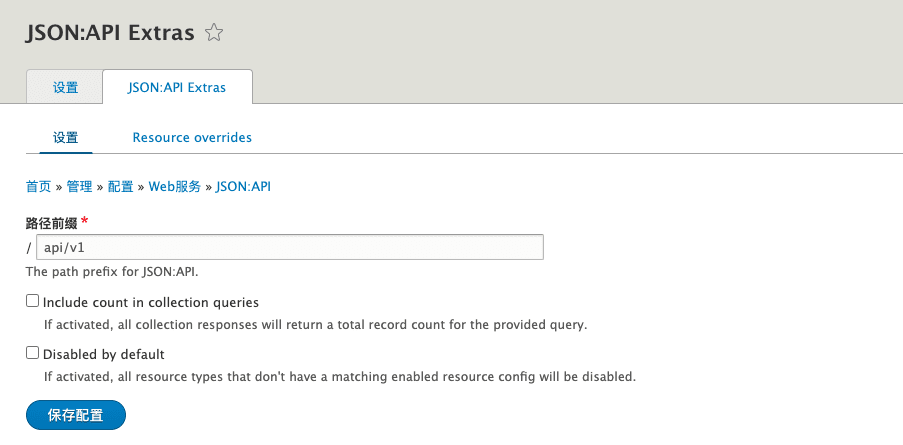 JSON:API Extras
设置 JSON:API Extras
设置 Resource overrides
首页 » 管理 » 配置 » Web服务 » JSON:API
路径前缀 *
/ api/v1
The path prefix for JSON:API.
Include count in collection queries
If activated, all collection responses will return a total record count for the provided query.
Disabled by default
If activated, all resource types that don't have a matching enabled resource config will be disabled.
保存配置